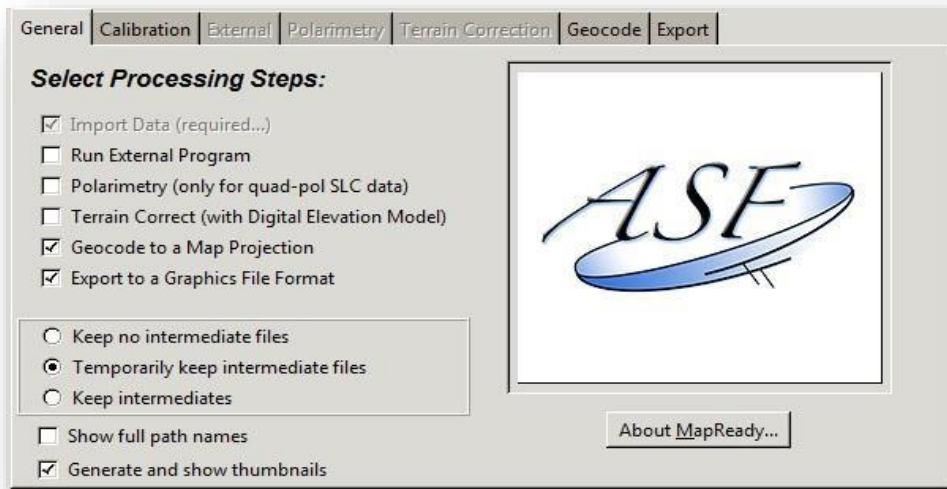 General Calibration External Polarimetry Terrain Correction Geocode Export
Select Processing Steps:
Import Data (required...)
Run External Program
Polarimetry (only for quad-pol SLC data)
Terrain Correct (with Digital Elevation Model)
Geocode to a Map Projection
Export to a Graphics File Format
Keep no intermediate files
Temporarily keep intermediate files
Keep intermediates
Show full path names
Generate and show thumbnails
ASF
About MapReady...